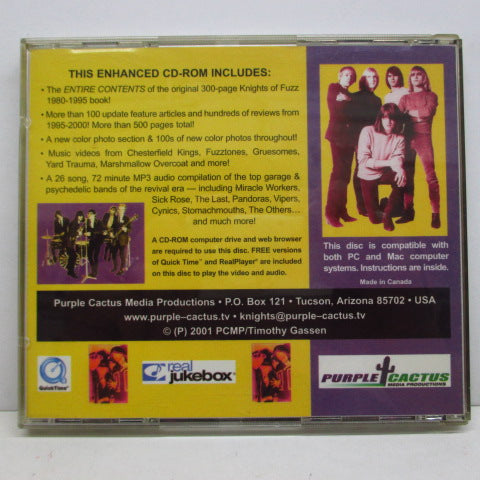 THIS ENHANCED CD-ROM INCLUDES:
• The ENTIRE CONTENTS of the original 300-page Knights of Fuzz
1980-1995 book!
• More than 100 update feature articles and hundreds of reviews from
1995-2000! More than 500 pages total!
• A new color photo section & 100s of new color photos throughout!
• Music videos from Chesterfield Kings, Fuzztones, Gruesomes,
Yard Trauma, Marshmallow Overcoat and more!
• A 26 song, 72 minute MP3 audio compilation of the top garage &
psychedelic bands of the revival era — including Miracle Workers,
Sick Rose, The Last, Pandoras, Vipers,
Cynics, Stomachmouths, The Others...
and much more!
A CD-ROM computer drive and web browser
are required to use this disc. FREE versions
of Quick Time™ and RealPlayer® are included
on this disc to play the video and audio.
This disc is compatible with
both PC and Mac computer
systems. Instructions are inside.
Made in Canada
Purple Cactus Media Productions • P.O. Box 121 • Tucson, Arizona 85702 • USA
www.purple-cactus.tv • knights@purple-cactus.tv
© (P) 2001 PCMP/Timothy Gassen
QuickTime™
real
jukebox™
PURPLE CACTUS
MEDIA PRODUCTIONS